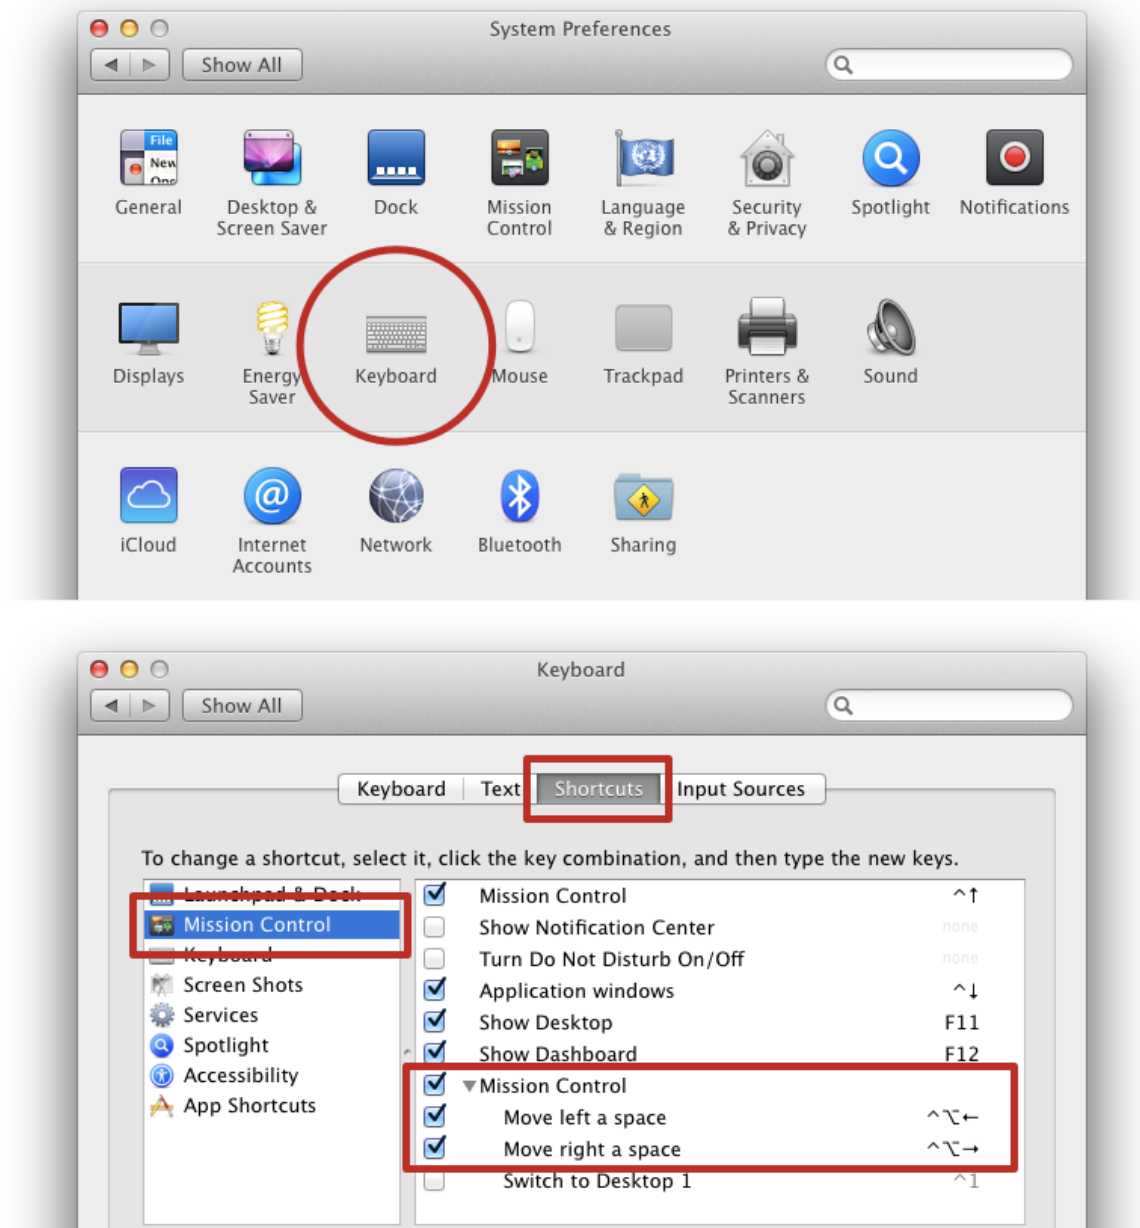 System Preferences
Show All
File
New
General
Desktop &
Screen Saver
Dock
Mission
Control
Language
& Region
Security
& Privacy
Spotlight
Notifications
Displays
Energy
Saver
Keyboard
Mouse
Trackpad
Printers &
Scanners
Sound
iCloud
Internet
Accounts
Network
Bluetooth
Sharing
Keyboard
Show All
Keyboard
Text
Shortcuts
Input Sources
To change a shortcut, select it, click the key combination, and then type the new keys.
Launchpad & Dock
Mission Control
Keyboard
Screen Shots
Services
Spotlight
Accessibility
App Shortcuts
Mission Control ^↑
Show Notification Center none
Turn Do Not Disturb On/Off none
Application windows ^↓
Show Desktop F11
Show Dashboard F12
Mission Control
Move left a space ^⌥←
Move right a space ^⌥→
Switch to Desktop 1 ^1